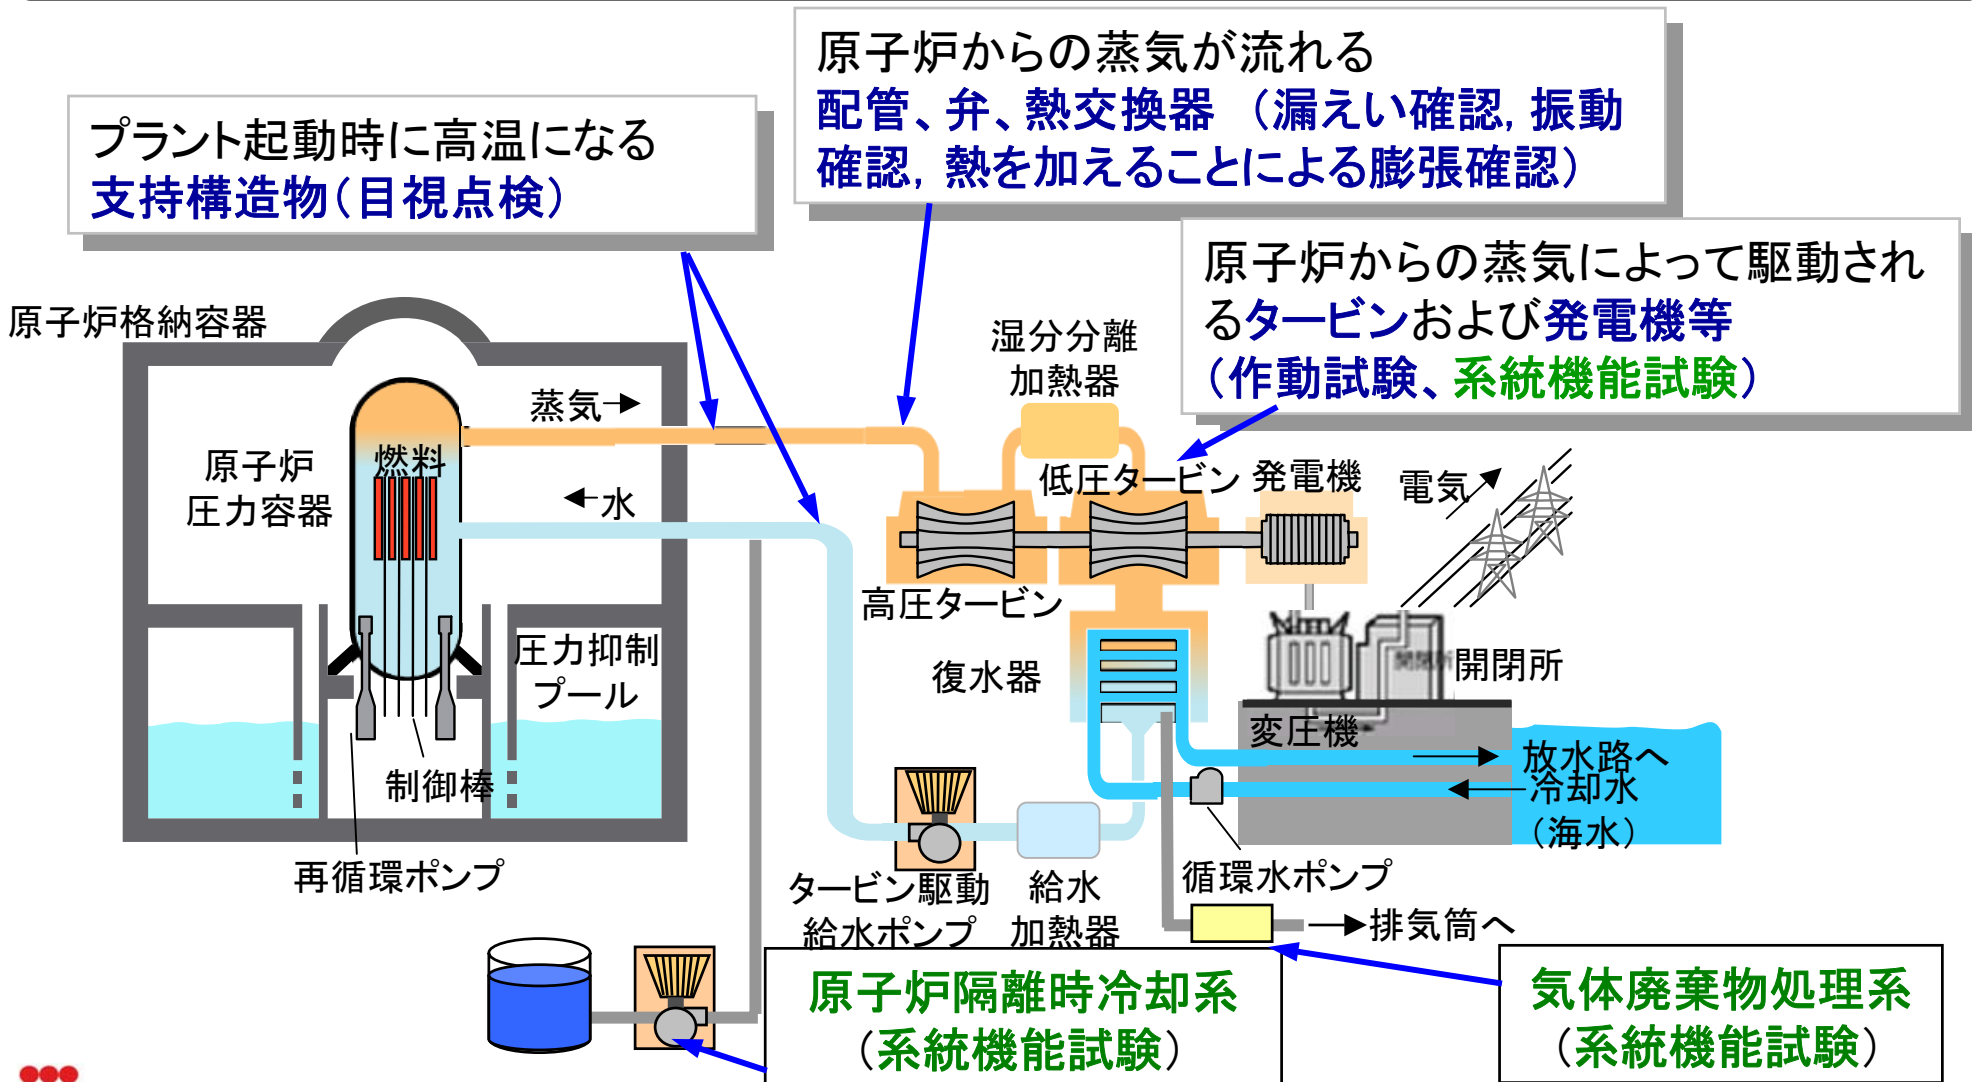 原子炉からの蒸気が流れる
配管、弁、熱交換器 （漏えい確認, 振動
確認, 熱を加えることによる膨張確認）
プラント起動時に高温になる
支持構造物（目視点検）
原子炉からの蒸気によって駆動され
るタービンおよび発電機等
（作動試験、系統機能試験）
原子炉格納容器
湿分分離
加熱器
蒸気
原子炉
圧力容器
燃料
水
低圧タービン
発電機
電気
高圧タービン
圧力抑制
プール
復水器
開閉所
開閉所
変圧機
放水路へ
冷却水
（海水）
制御棒
再循環ポンプ
タービン駆動
給水ポンプ
給水
加熱器
循環水ポンプ
排気筒へ
原子炉隔離時冷却系
（系統機能試験）
気体廃棄物処理系
（系統機能試験）